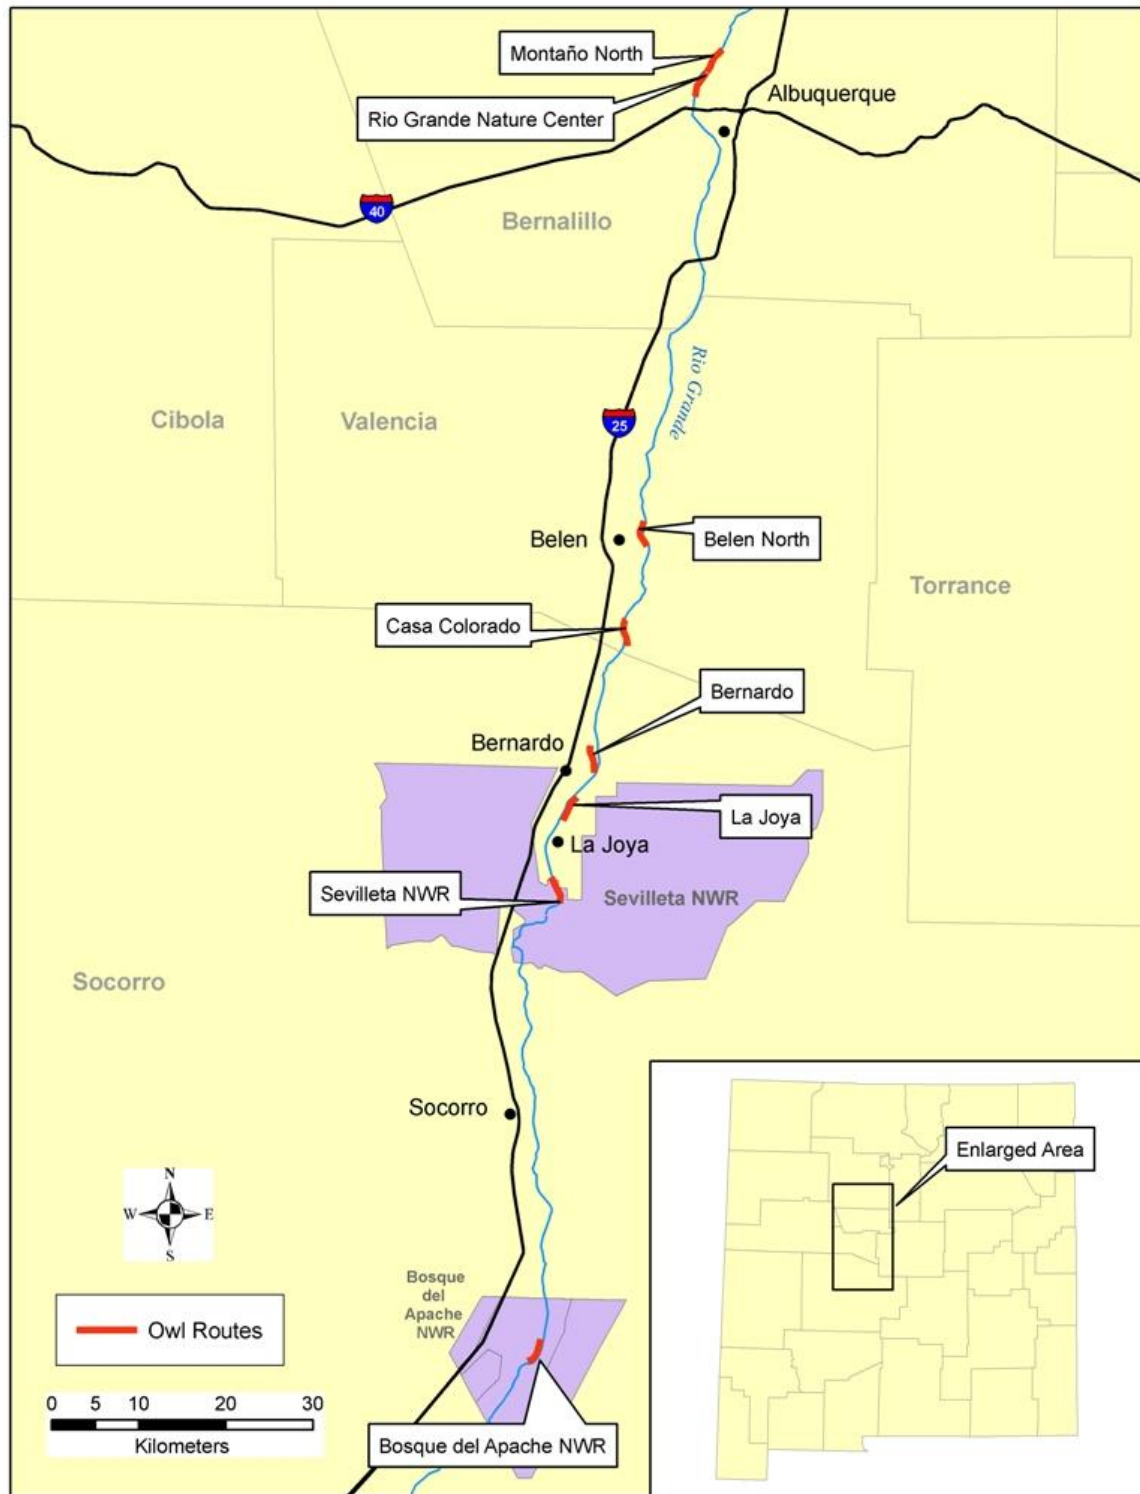 Montaño North
Albuquerque
Rio Grande Nature Center
40
Bernalillo
Rio Grande
Cibola
Valencia
25
Belen
Belen North
Torrance
Casa Colorado
Bernardo
Bernardo
La Joya
La Joya
Sevilleta NWR
Sevilleta NWR
Socorro
Socorro
Enlarged Area
N
W E
S
Bosque
del
Apache
NWR
Owl Routes
0 5 10 20 30
Kilometers
Bosque del Apache NWR